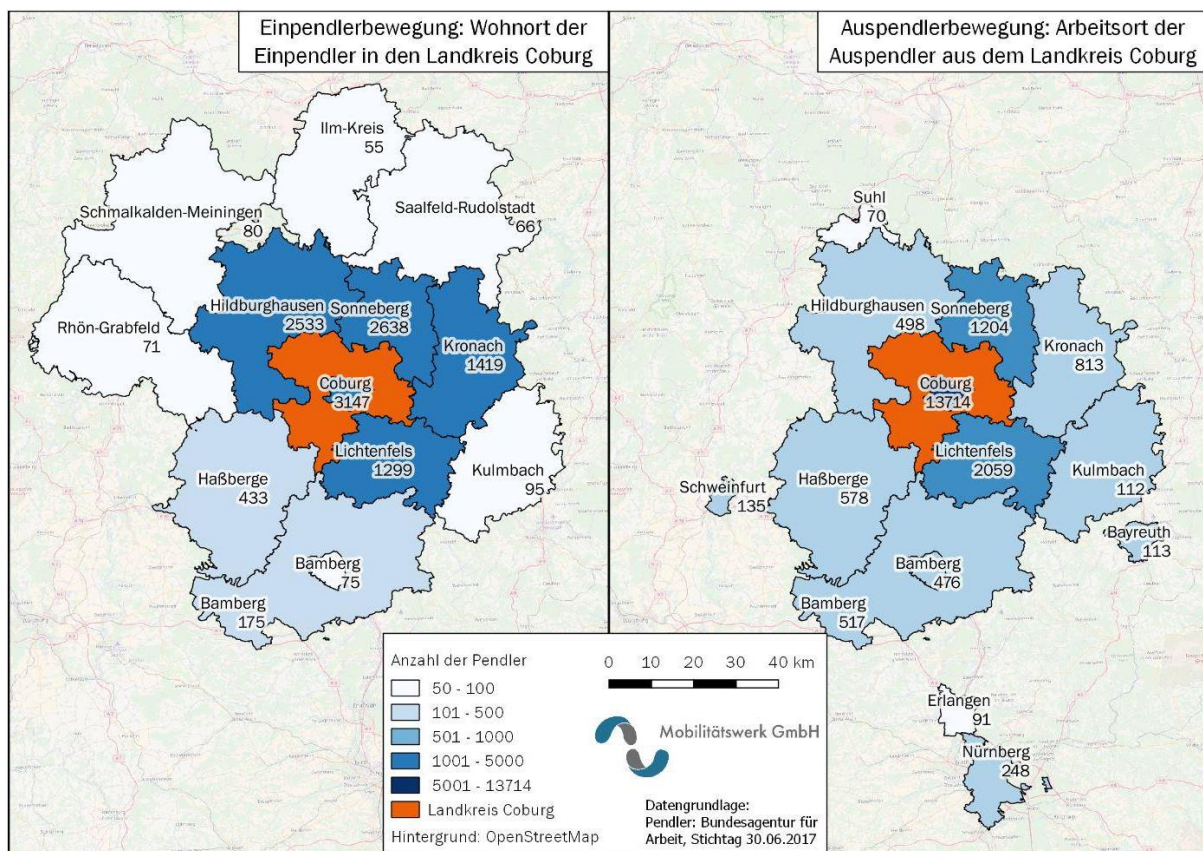 Einpendlerbewegung: Wohnort der
Einpendler in den Landkreis Coburg
Ilm-Kreis
55
Schmalkalden-Meiningen
80
Saalfeld-Rudolstadt
66
Rhön-Grabfeld
71
Hildburghausen
2533
Sonneberg
2638
Kronach
1419
Coburg
3147
Lichtenfels
1299
Kulmbach
95
Haßberge
433
Bamberg
75
Bamberg
175
Auspendlerbewegung: Arbeitsort der
Auspendler aus dem Landkreis Coburg
Suhl
70
Hildburghausen
498
Sonneberg
1204
Kronach
813
Coburg
13714
Lichtenfels
2059
Kulmbach
112
Haßberge
578
Schweinfurt
135
Bayreuth
113
Bamberg
476
Bamberg
517
Erlangen
91
Nürnberg
248
Anzahl der Pendler
50 - 100
101 - 500
501 - 1000
1001 - 5000
5001 - 13714
Landkreis Coburg
Hintergrund: OpenStreetMap
0 10 20 30 40 km
Mobilitätswerk GmbH
Datengrundlage:
Pendler: Bundesagentur für
Arbeit, Stichtag 30.06.2017